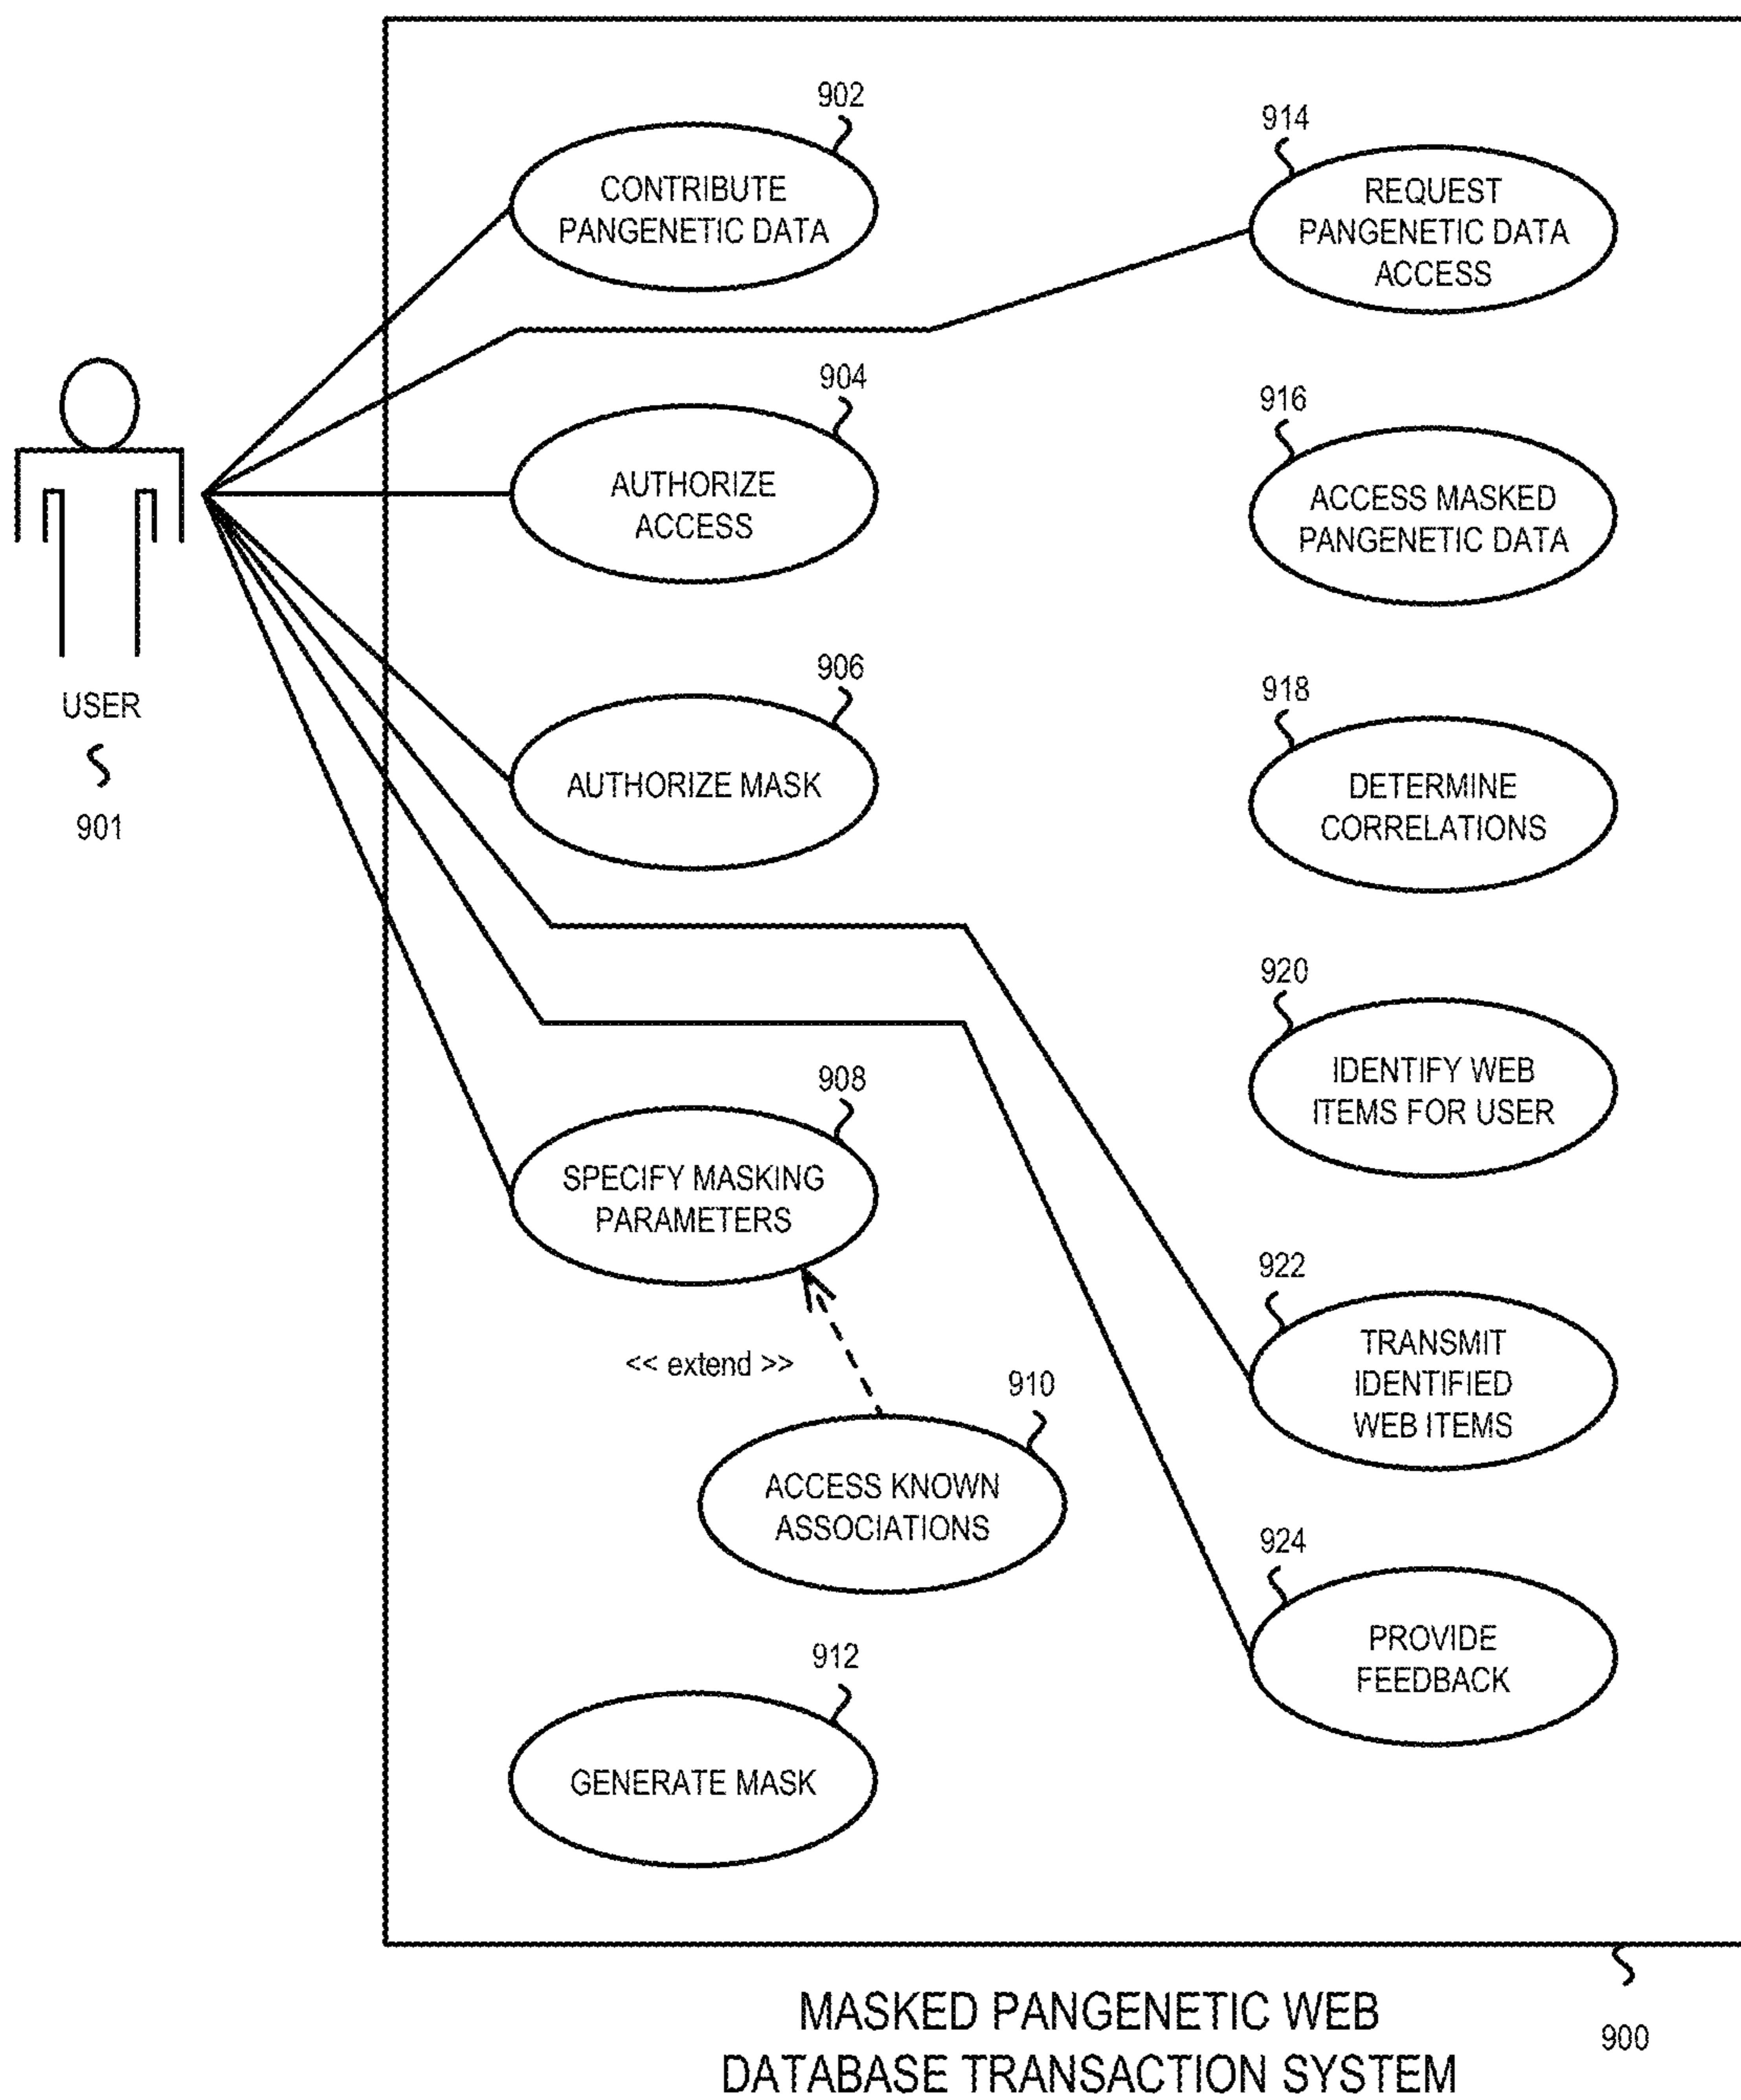 902
CONTRIBUTE
PANGENETIC DATA
914
REQUEST
PANGENETIC DATA
ACCESS
904
AUTHORIZE
ACCESS
916
ACCESS MASKED
PANGENETIC DATA
USER
901
906
AUTHORIZE MASK
918
DETERMINE
CORRELATIONS
920
IDENTIFY WEB
ITEMS FOR USER
908
SPECIFY MASKING
PARAMETERS
<< extend >>
910
ACCESS KNOWN
ASSOCIATIONS
922
TRANSMIT
IDENTIFIED
WEB ITEMS
924
PROVIDE
FEEDBACK
912
GENERATE MASK
MASKED PANGENETIC WEB
DATABASE TRANSACTION SYSTEM
900